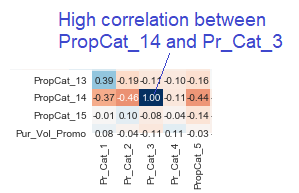 High correlation between
PropCat_14 and Pr_Cat_3
PropCat_13 0.39 -0.19 -0.11 -0.10 -0.16
PropCat_14 -0.37 -0.46 1.00 -0.11 -0.44
PropCat_15 -0.01 0.10 -0.08 -0.04 -0.14
Pur_Vol_Promo 0.08 -0.04 -0.11 0.11 -0.03
Pr_Cat_1 Pr_Cat_2 Pr_Cat_3 Pr_Cat_4 PropCat_5